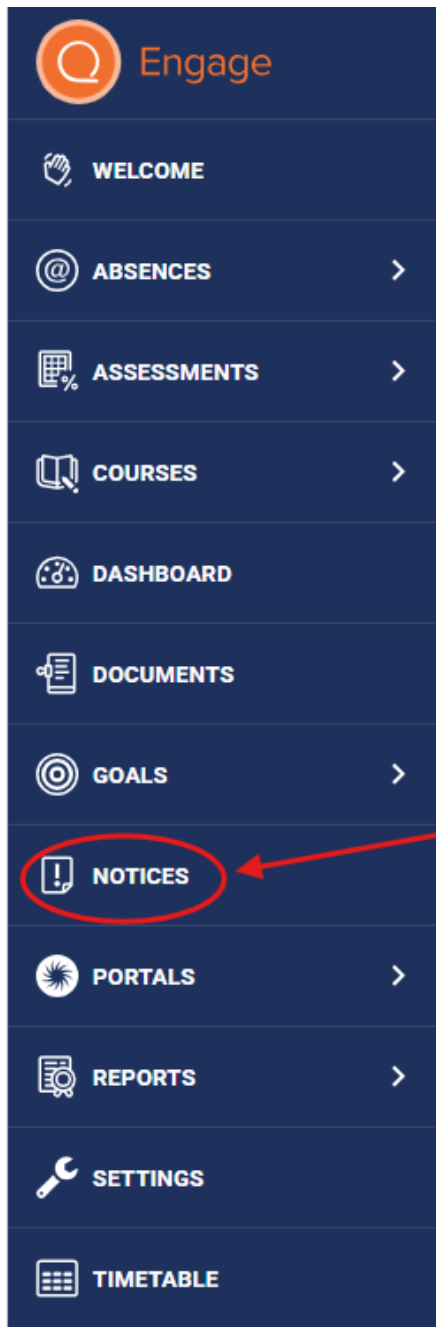 Engage
WELCOME
ABSENCES
ASSESSMENTS
COURSES
DASHBOARD
DOCUMENTS
GOALS
NOTICES
PORTALS
REPORTS
SETTINGS
TIMETABLE